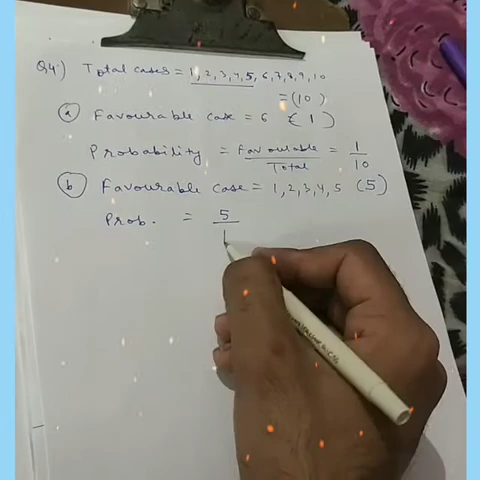 Q4.) Total cases = 1, 2, 3, 4, 5, 6, 7, 8, 9, 10
= (10)
(a) Favourable case = 6 (1)
Probability = Favourable / Total = 1 / 10
(b) Favourable case = 1, 2, 3, 4, 5 (5)
Prob. = 5 / 1